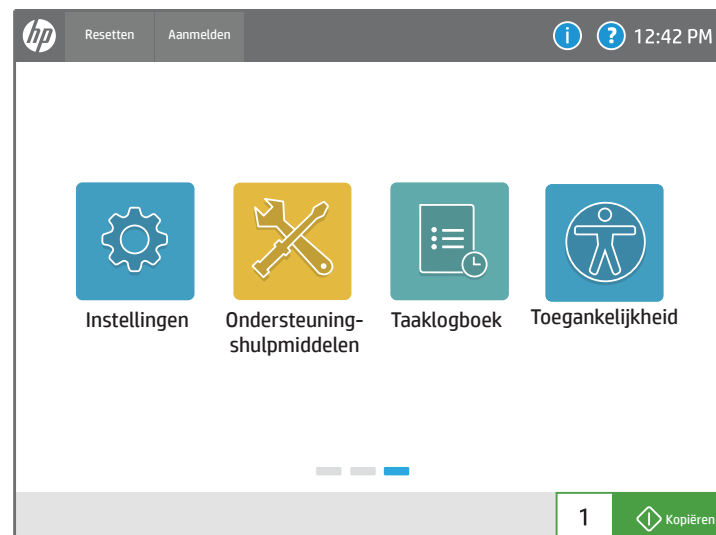 hp
Resetten
Aanmelden
i
?
12:42 PM
Instellingen
Ondersteuning-
shulpmiddelen
Taaklogboek
Toegankelijkheid
1
Kopiëren